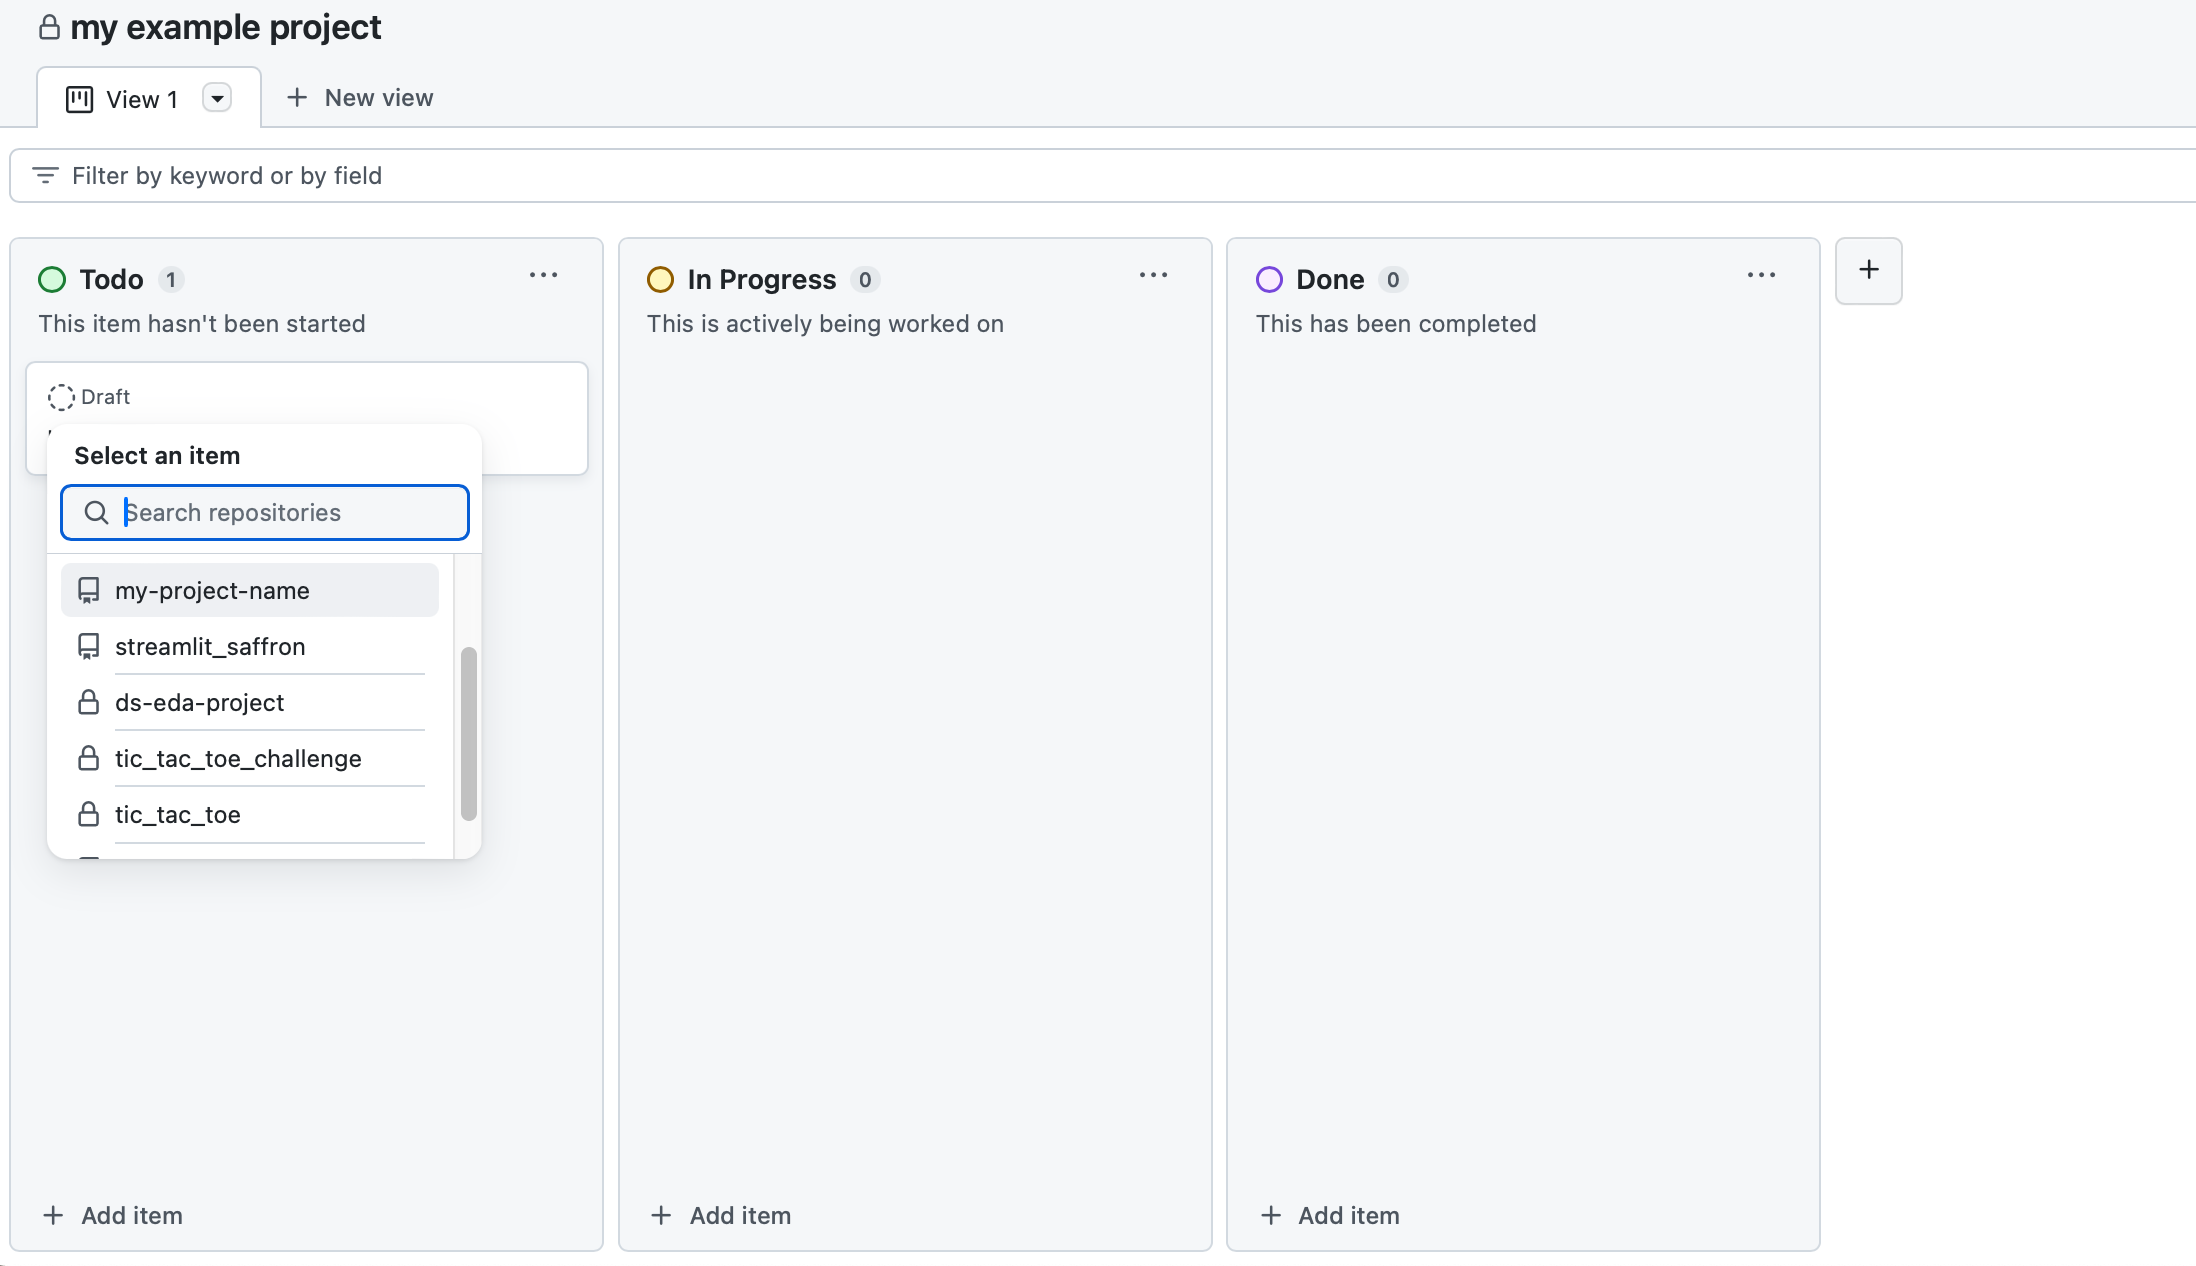 my example project
View 1
New view
Filter by keyword or by field
Todo 1
This item hasn't been started
Draft
Select an item
Search repositories
my-project-name
streamlit_saffron
ds-eda-project
tic_tac_toe_challenge
tic_tac_toe
Add item
In Progress 0
This is actively being worked on
Add item
Done 0
This has been completed
Add item